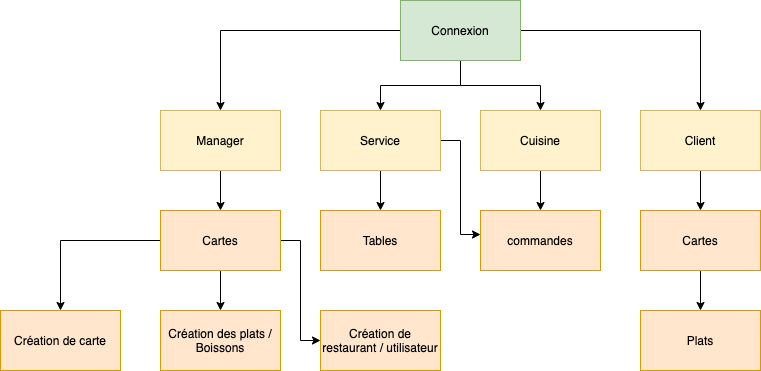 Connexion
Manager
Service
Cuisine
Client
Cartes
Tables
commandes
Cartes
Création de carte
Création des plats /
Boissons
Création de
restaurant / utilisateur
Plats